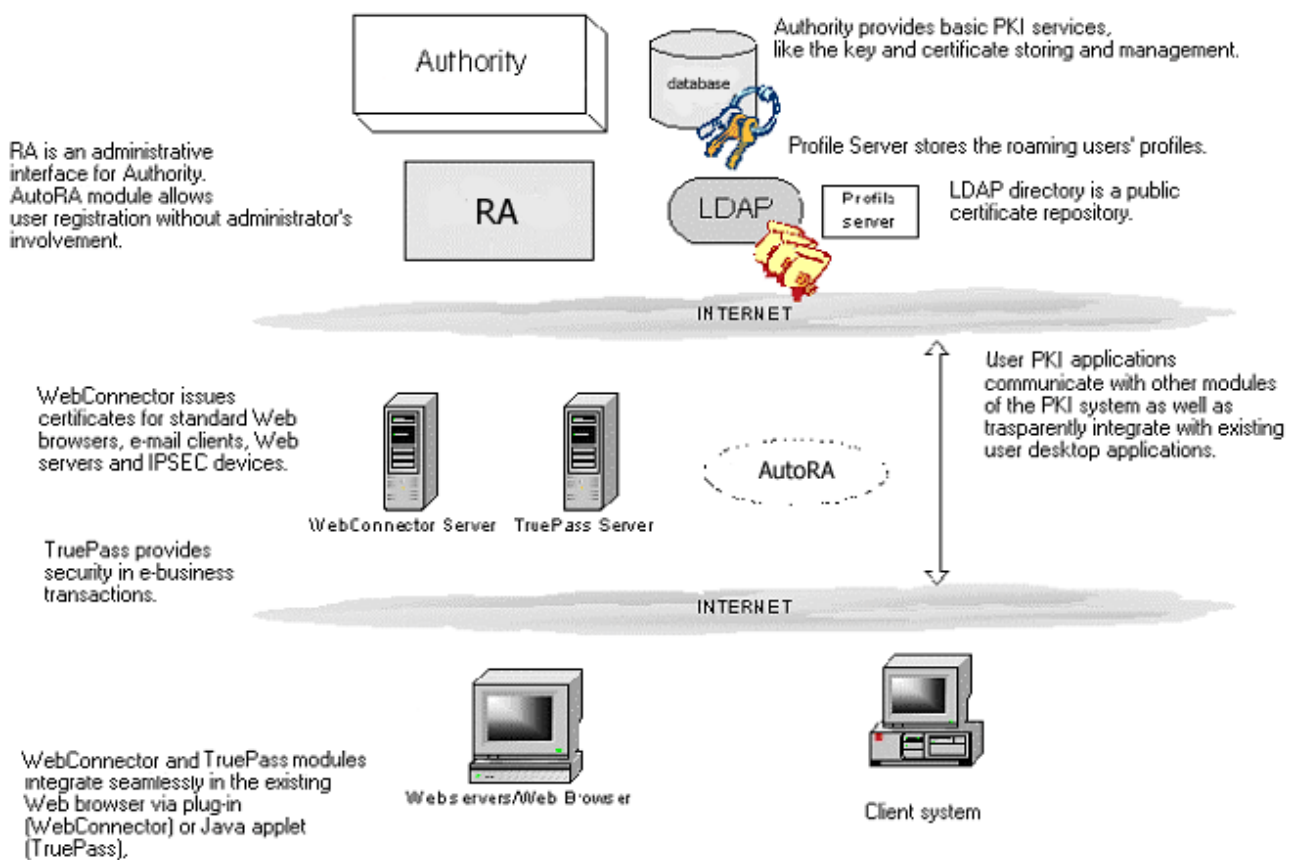 Authority
database
Authority provides basic PKI services,
like the key and certificate storing and management.
RA is an administrative
interface for Authority.
AutoRA module allows
user registration without administrator's
involvement.
RA
Profile Server stores the roaming users' profiles.
LDAP
Profile
server
LDAP directory is a public
certificate repository.
INTERNET
WebConnector issues
certificates for standard Web
browsers, e-mail clients, Web
servers and IPSEC devices.
WebConnector Server
TruePass Server
AutoRA
User PKI applications
communicate with other modules
of the PKI system as well as
trasparently integrate with existing
user desktop applications.
TruePass provides
security in e-business
transactions.
INTERNET
WebConnector and TruePass modules
integrate seamlessly in the existing
Web browser via plug-in
(WebConnector) or Java applet
(TruePass),
Webservers/Web Browser
Client system